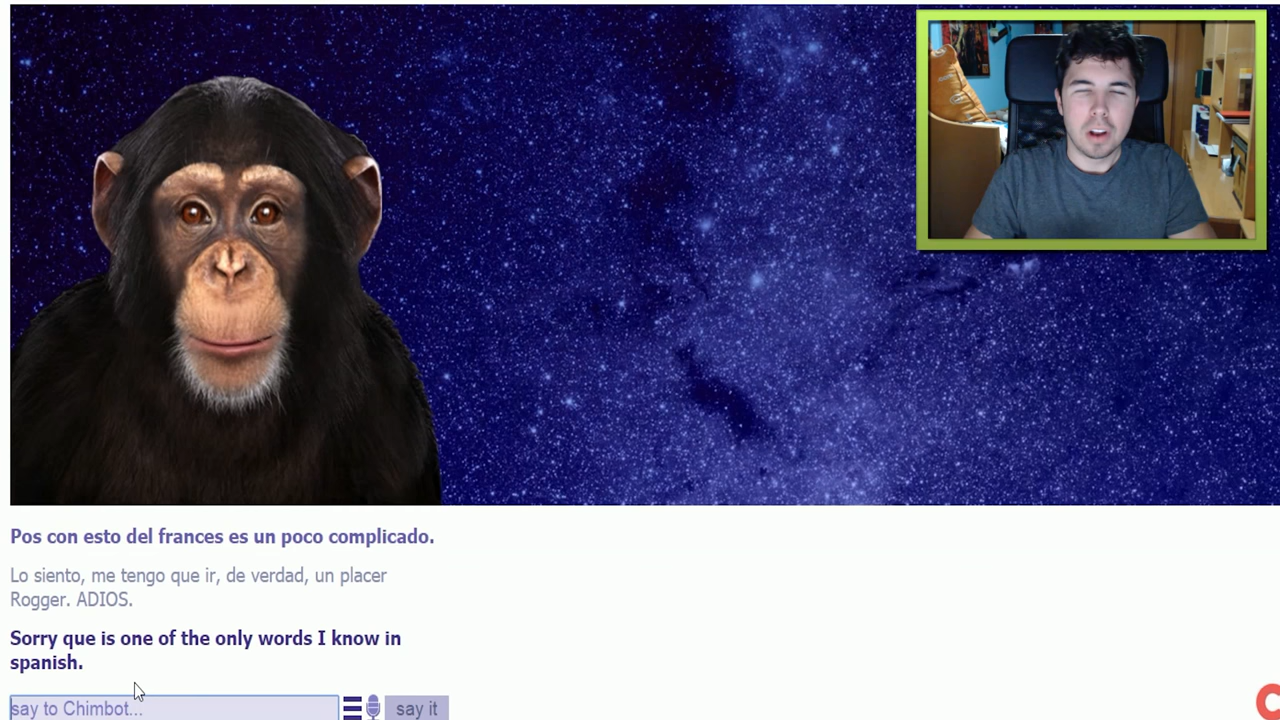 Pos con esto del frances es un poco complicado.
Lo siento, me tengo que ir, de verdad, un placer
Rogger. ADIOS.
Sorry que is one of the only words I know in
spanish.
say to Chimbot...
say it